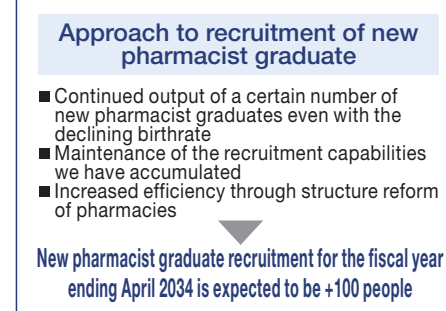 Approach to recruitment of new
pharmacist graduate
■ Continued output of a certain number of
new pharmacist graduates even with the
declining birthrate
■ Maintenance of the recruitment capabilities
we have accumulated
■ Increased efficiency through structure reform
of pharmacies
New pharmacist graduate recruitment for the fiscal year
ending April 2034 is expected to be +100 people